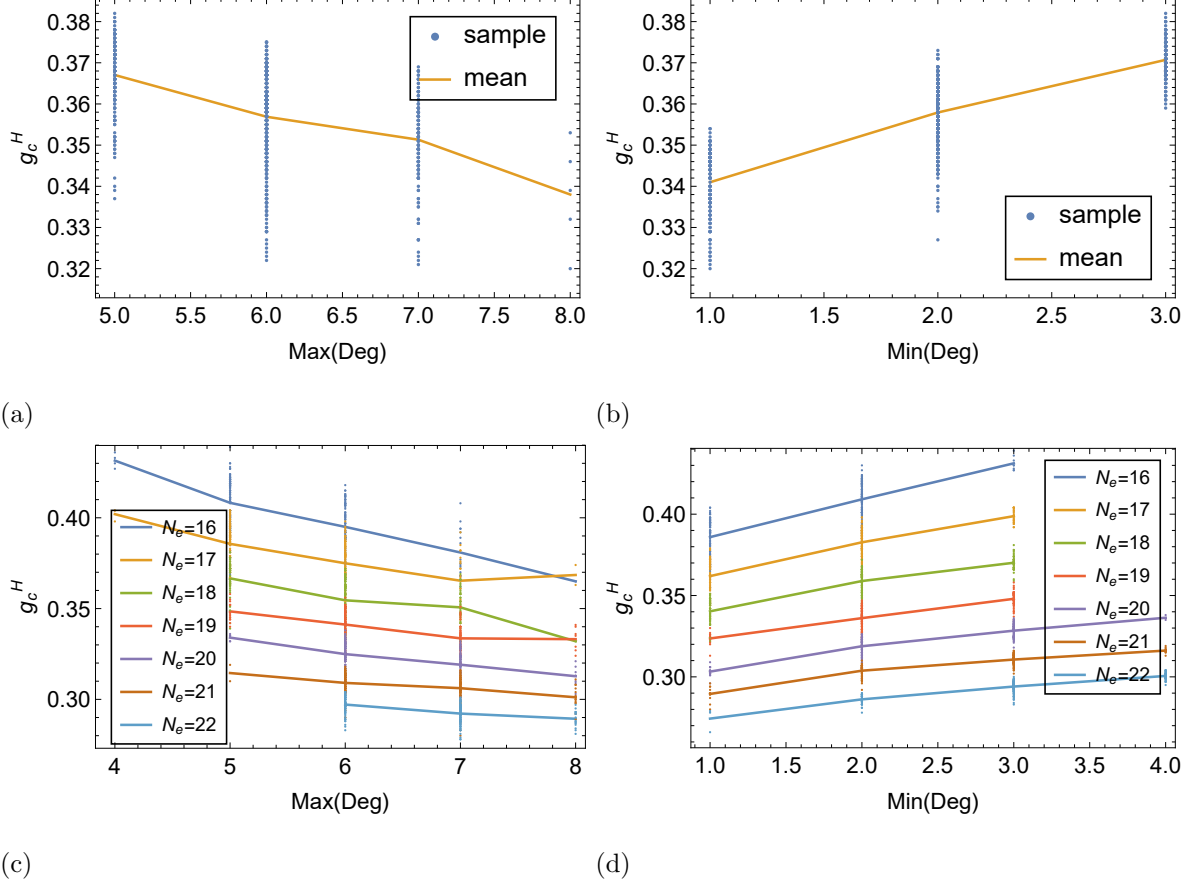 0.38
0.37
0.36
0.35
0.34
0.33
0.32
g_c^H
sample
mean
5.0 5.5 6.0 6.5 7.0 7.5 8.0
Max(Deg)
(a)
0.38
0.37
0.36
0.35
0.34
0.33
0.32
g_c^H
sample
mean
1.0 1.5 2.0 2.5 3.0
Min(Deg)
(b)
0.40
0.35
0.30
g_c^H
N_e=16
N_e=17
N_e=18
N_e=19
N_e=20
N_e=21
N_e=22
4 5 6 7 8
Max(Deg)
(c)
0.40
0.35
0.30
g_c^H
N_e=16
N_e=17
N_e=18
N_e=19
N_e=20
N_e=21
N_e=22
1.0 1.5 2.0 2.5 3.0 3.5 4.0
Min(Deg)
(d)